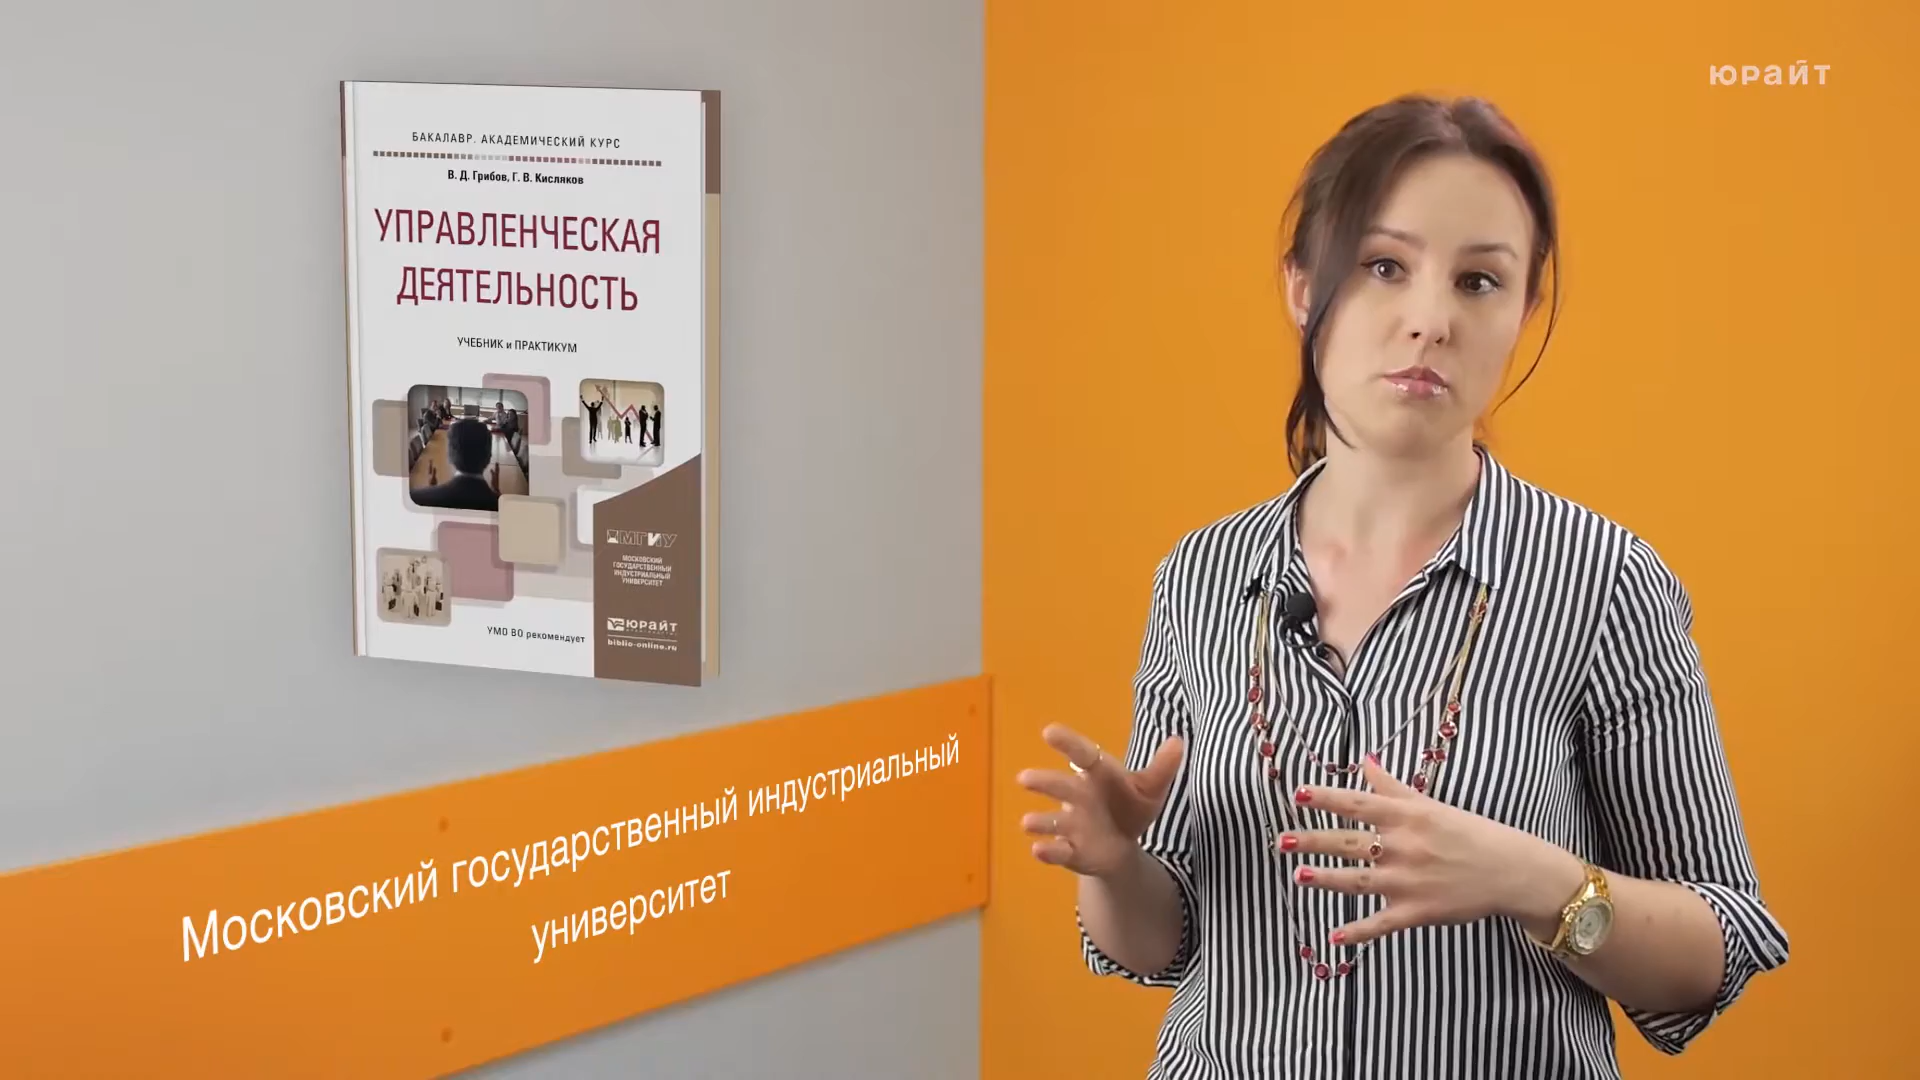 юрайт
БАКАЛАВР. АКАДЕМИЧЕСКИЙ КУРС
В. Д. Грибов, Г. В. Кисляков
УПРАВЛЕНЧЕСКАЯ
ДЕЯТЕЛЬНОСТЬ
УЧЕБНИК и ПРАКТИКУМ
МГИУ
МОСКОВСКИЙ
ГОСУДАРСТВЕННЫЙ
ИНДУСТРИАЛЬНЫЙ
УНИВЕРСИТЕТ
УМО ВО рекомендует
юрайт
biblio-online.ru
Московский государственный индустриальный
университет